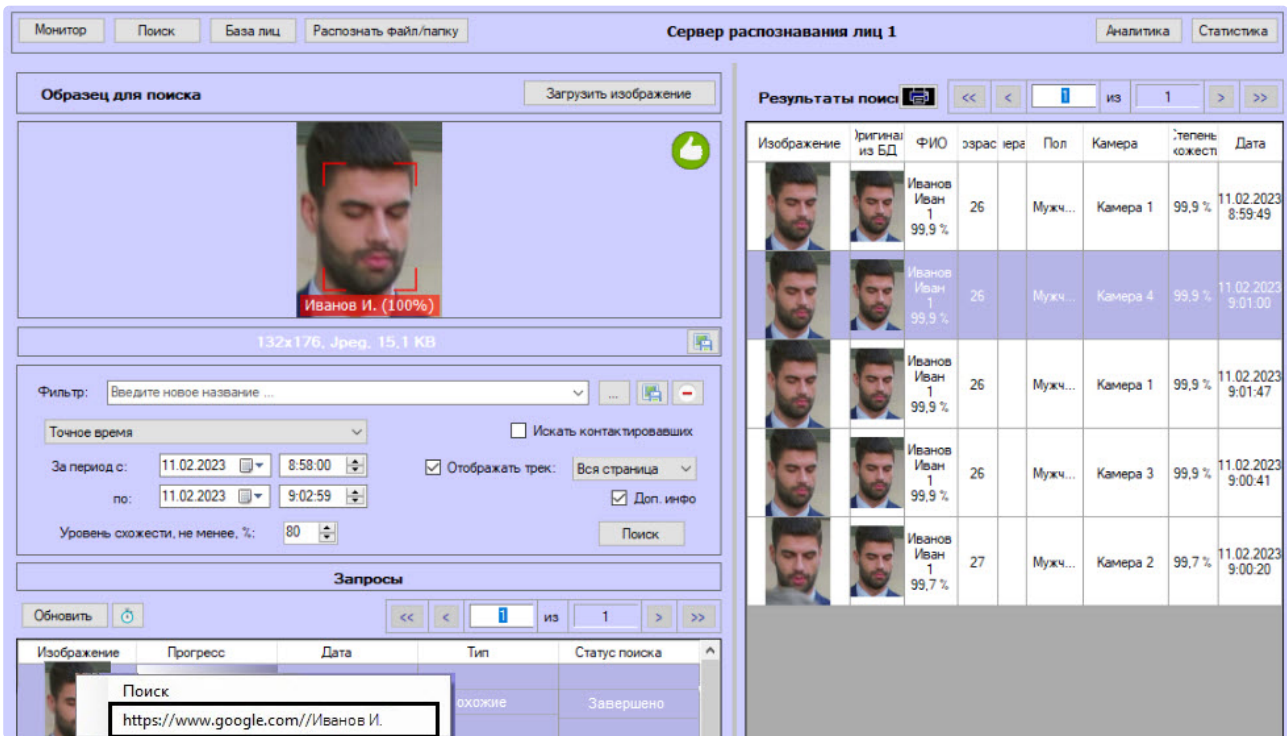 Монитор Поиск База лиц Распознать файл/папку Сервер распознавания лиц 1 Аналитика Статистика
Образец для поиска Загрузить изображение
Иванов И. (100%)
132x176, Jpeg, 15,1 KB
Фильтр: Введите новое название ... ...
Точное время Искать контактировавших
За период с: 11.02.2023 8:58:00 Отображать трек: Вся страница
по: 11.02.2023 9:02:59 Доп. инфо
Уровень схожести, не менее, %: 80 Поиск
Запросы
Обновить << < 1 из 1 > >>
Изображение Прогресс Дата Тип Статус поиска
охожие Завершено
Поиск
https://www.google.com//Иванов И.
Результаты поиск << < 1 из 1 > >>
Изображение Оригинал из БД ФИО озрас нера Пол Камера Степень хожести Дата
Иванов Иван 1 99,9 % 26 Мужч... Камера 1 99,9 % 11.02.2023 8:59:49
Иванов Иван 1 99,9 % 26 Мужч... Камера 4 99,9 % 11.02.2023 9:01:00
Иванов Иван 1 99,9 % 26 Мужч... Камера 1 99,9 % 11.02.2023 9:01:47
Иванов Иван 1 99,9 % 26 Мужч... Камера 3 99,9 % 11.02.2023 9:00:41
Иванов Иван 1 99,7 % 27 Мужч... Камера 2 99,7 % 11.02.2023 9:00:20